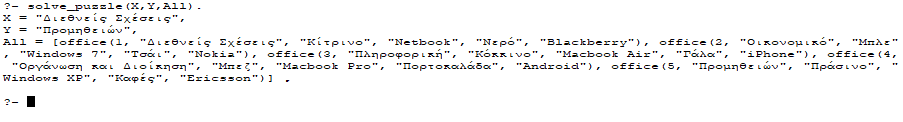 ?- solve_puzzle(X,Y,All).
X = "Διεθνείς Σχέσεις",
Y = "Προμηθειών",
All = [office(1, "Διεθνείς Σχέσεις", "Κίτρινο", "Netbook", "Νερό", "Blackberry"), office(2, "Οικονομικό", "Μπλε"
, "Windows 7", "Τσάι", "Nokia"), office(3, "Πληροφορική", "Κόκκινο", "Macbook Air", "Γάλα", "iPhone"), office(4,
"Οργάνωση και Διοίκηση", "Μπεζ", "Macbook Pro", "Πορτοκαλάδα", "Android"), office(5, "Προμηθειών", "Πράσινο", "
Windows XP", "Καφές", "Ericsson")] .
?-